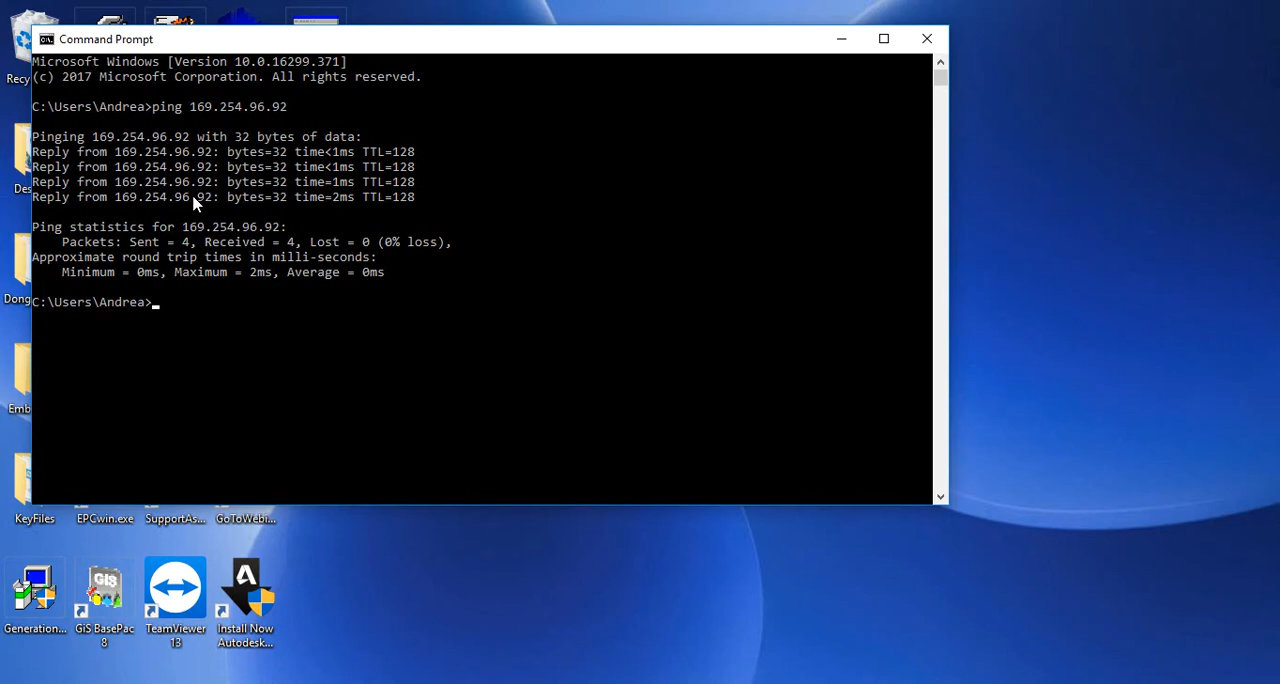 Command Prompt
Microsoft Windows [Version 10.0.16299.371]
(c) 2017 Microsoft Corporation. All rights reserved.
C:\Users\Andrea>ping 169.254.96.92
Pinging 169.254.96.92 with 32 bytes of data:
Reply from 169.254.96.92: bytes=32 time<1ms TTL=128
Reply from 169.254.96.92: bytes=32 time<1ms TTL=128
Reply from 169.254.96.92: bytes=32 time=1ms TTL=128
Reply from 169.254.96.92: bytes=32 time=2ms TTL=128
Ping statistics for 169.254.96.92:
Packets: Sent = 4, Received = 4, Lost = 0 (0% loss),
Approximate round trip times in milli-seconds:
Minimum = 0ms, Maximum = 2ms, Average = 0ms
C:\Users\Andrea>_
Recy
Des
Dong
Emb
KeyFiles EPCwin.exe SupportAs... GoToWebi...
GIS
Generation... GiS BasePac TeamViewer Install Now
8 13 Autodesk...